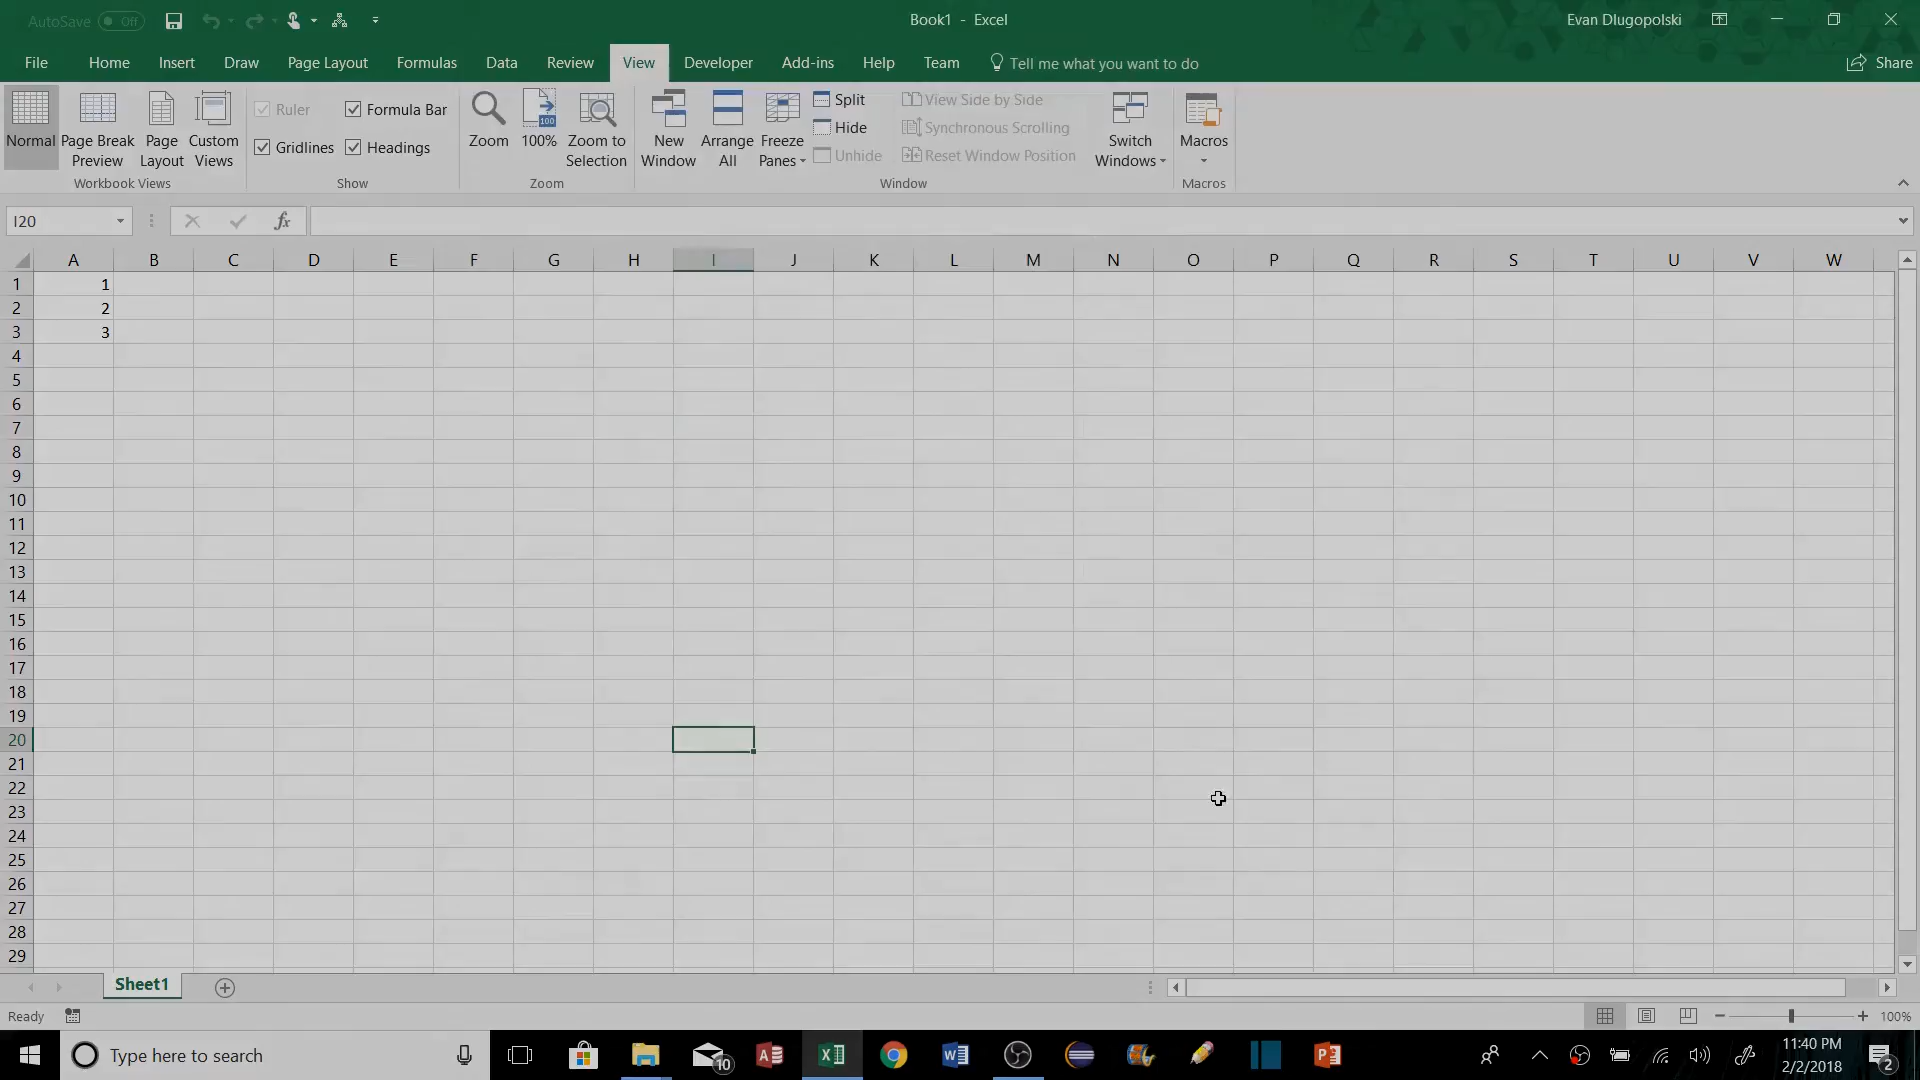 AutoSave Off
Book1 - Excel
Evan Dlugopolski
File Home Insert Draw Page Layout Formulas Data Review View Developer Add-ins Help Team Tell me what you want to do Share
Normal
Page Break Preview
Page Layout
Custom Views
Workbook Views
Ruler
Formula Bar
Gridlines
Headings
Show
Zoom
100%
100
Zoom to Selection
Zoom
New Window
Arrange All
Freeze Panes
Split
Hide
Unhide
View Side by Side
Synchronous Scrolling
Reset Window Position
Switch Windows
Window
Macros
Macros
I20
fx
A B C D E F G H I J K L M N O P Q R S T U V W
1 1
2 2
3 3
4
5
6
7
8
9
10
11
12
13
14
15
16
17
18
19
20
21
22
23
24
25
26
27
28
29
Sheet1
Ready
100%
Type here to search
10
11:40 PM
2/2/2018
2